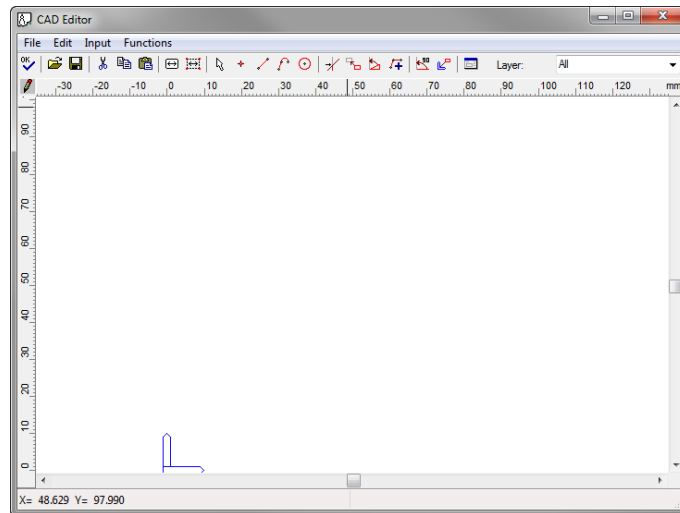 CAD Editor
File Edit Input Functions
OK 90 Layer: All
-30 -20 -10 0 10 20 30 40 50 60 70 80 90 100 110 120 mm
90
80
70
60
50
40
30
20
10
0
X= 48.629 Y= 97.990